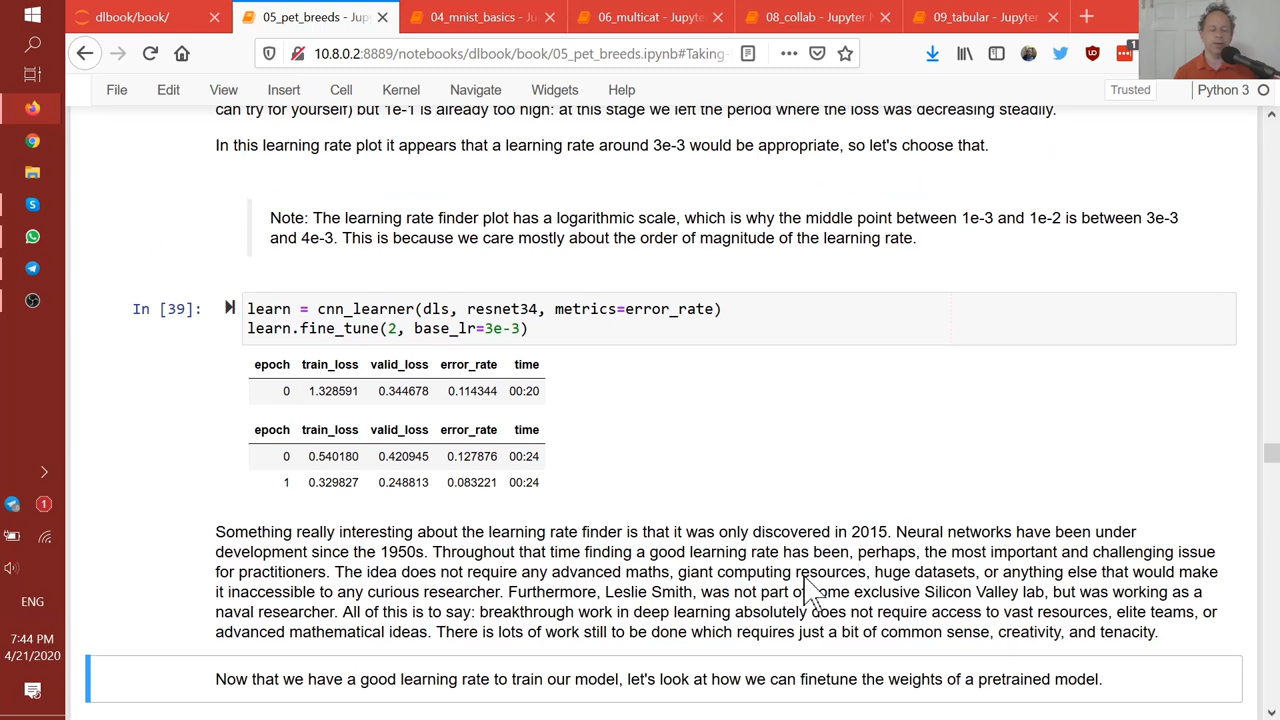 dlbook/book/
05_pet_breeds - Jup
04_mnist_basics - Jupyt
06_multicat - Jupyter
08_collab - Jupyter
09_tabular - Jupyte
10.8.0.2:8889/notebooks/dlbook/book/05_pet_breeds.ipynb#Taking-
1
File Edit View Insert Cell Kernel Navigate Widgets Help
Trusted
Python 3
can try for yourself) but 1e-1 is already too high: at this stage we left the period where the loss was decreasing steadily.
In this learning rate plot it appears that a learning rate around 3e-3 would be appropriate, so let's choose that.
Note: The learning rate finder plot has a logarithmic scale, which is why the middle point between 1e-3 and 1e-2 is between 3e-3
and 4e-3. This is because we care mostly about the order of magnitude of the learning rate.
In [39]:
learn = cnn_learner(dls, resnet34, metrics=error_rate)
learn.fine_tune(2, base_lr=3e-3)
epoch train_loss valid_loss error_rate time
0 1.328591 0.344678 0.114344 00:20
epoch train_loss valid_loss error_rate time
0 0.540180 0.420945 0.127876 00:24
1 0.329827 0.248813 0.083221 00:24
Something really interesting about the learning rate finder is that it was only discovered in 2015. Neural networks have been under
development since the 1950s. Throughout that time finding a good learning rate has been, perhaps, the most important and challenging issue
for practitioners. The idea does not require any advanced maths, giant computing resources, huge datasets, or anything else that would make
it inaccessible to any curious researcher. Furthermore, Leslie Smith, was not part of some exclusive Silicon Valley lab, but was working as a
naval researcher. All of this is to say: breakthrough work in deep learning absolutely does not require access to vast resources, elite teams, or
advanced mathematical ideas. There is lots of work still to be done which requires just a bit of common sense, creativity, and tenacity.
Now that we have a good learning rate to train our model, let's look at how we can finetune the weights of a pretrained model.
1
ENG
7:44 PM
4/21/2020